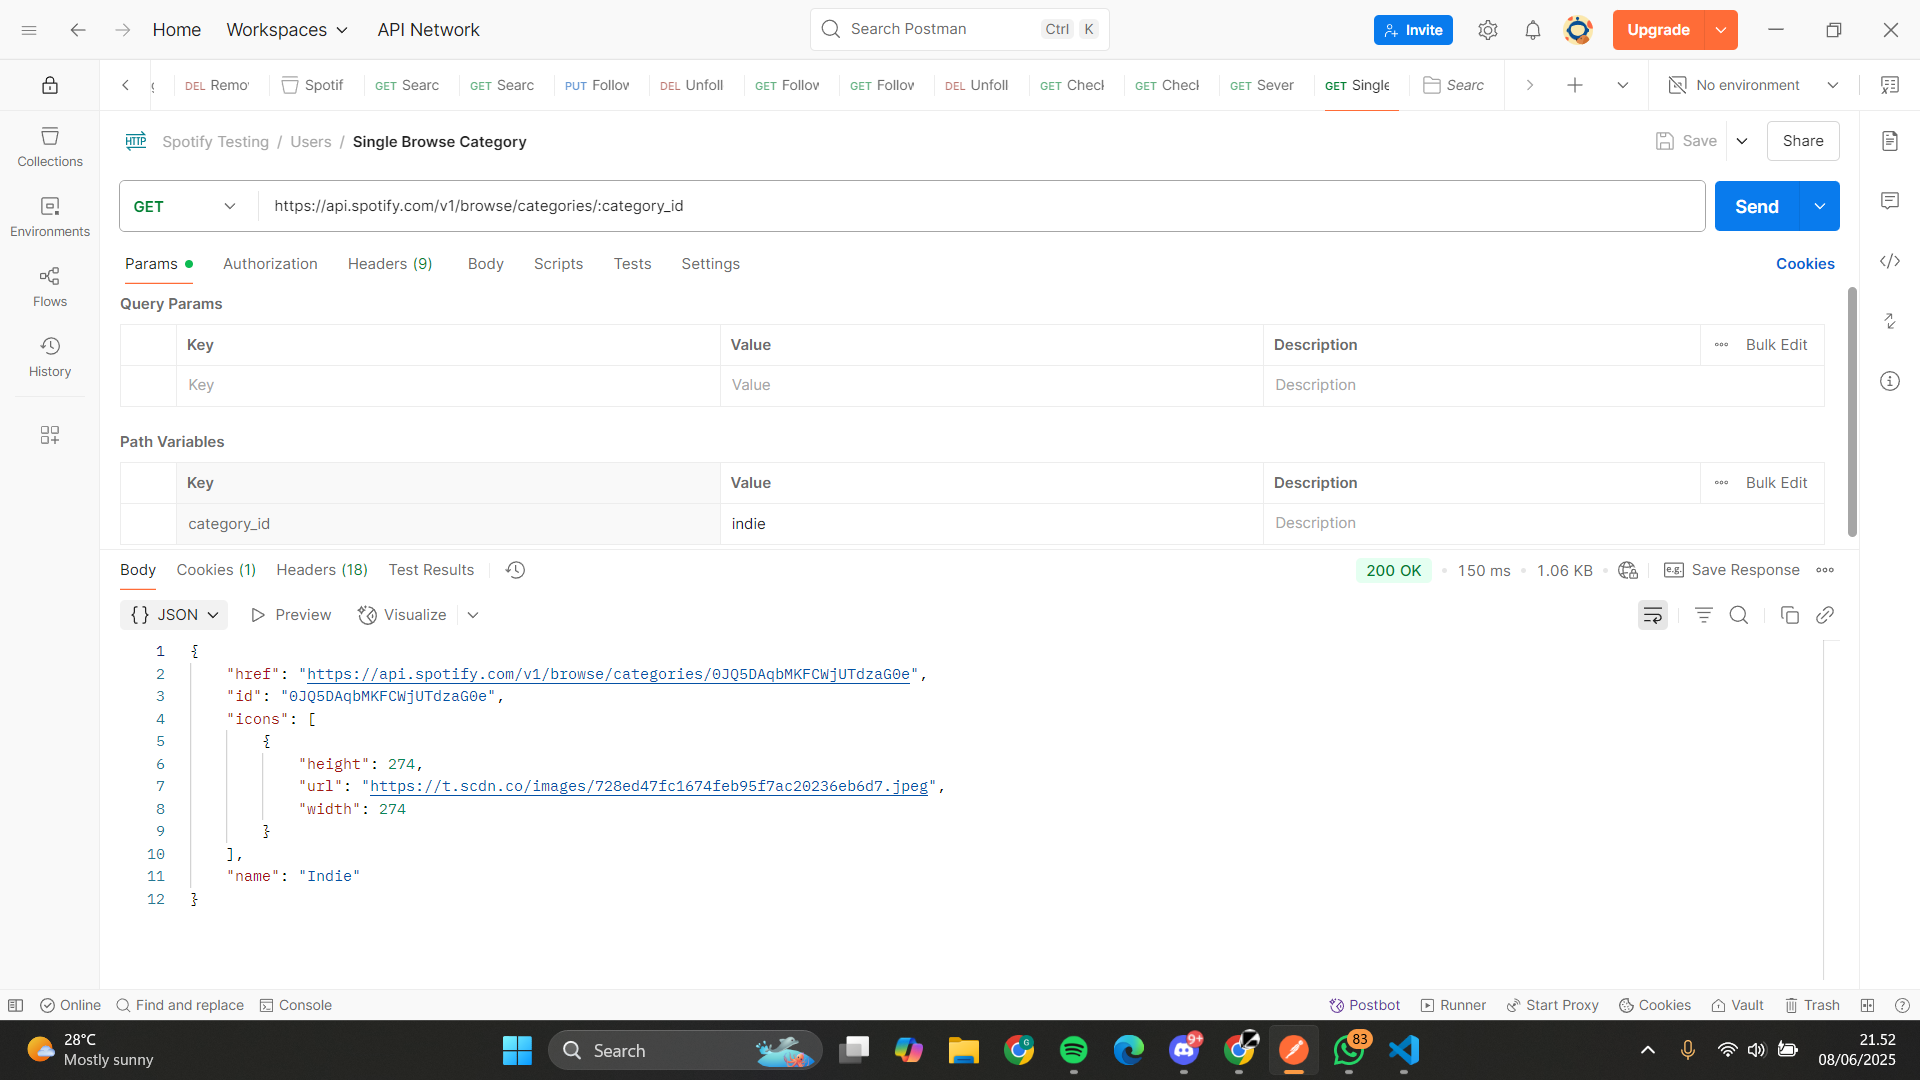 Home
Workspaces
API Network
Search Postman
Ctrl
K
Invite
Upgrade
DEL Remo
Spotif
GET Searc
GET Searc
PUT Follow
DEL Unfoll
GET Follow
GET Follow
DEL Unfoll
GET Check
GET Check
GET Sever
GET Single
Searc
No environment
Collections
Environments
Flows
History
HTTP
Spotify Testing / Users / Single Browse Category
Save
Share
GET
https://api.spotify.com/v1/browse/categories/:category_id
Send
Params
Authorization
Headers (9)
Body
Scripts
Tests
Settings
Cookies
Query Params
Key
Value
Description
Bulk Edit
Key
Value
Description
Path Variables
Key
Value
Description
Bulk Edit
category_id
indie
Description
Body
Cookies (1)
Headers (18)
Test Results
200 OK
150 ms
1.06 KB
e.g.
Save Response
{} JSON
Preview
Visualize
1 {
2 "href": "https://api.spotify.com/v1/browse/categories/0JQ5DAqbMKFCWjUTdzaG0e",
3 "id": "0JQ5DAqbMKFCWjUTdzaG0e",
4 "icons": [
5 {
6 "height": 274,
7 "url": "https://t.scdn.co/images/728ed47fc1674feb95f7ac20236eb6d7.jpeg",
8 "width": 274
9 }
10 ],
11 "name": "Indie"
12 }
Online
Find and replace
Console
Postbot
Runner
Start Proxy
Cookies
Vault
Trash
28°C
Mostly sunny
Search
G
9+
83
21.52
08/06/2025